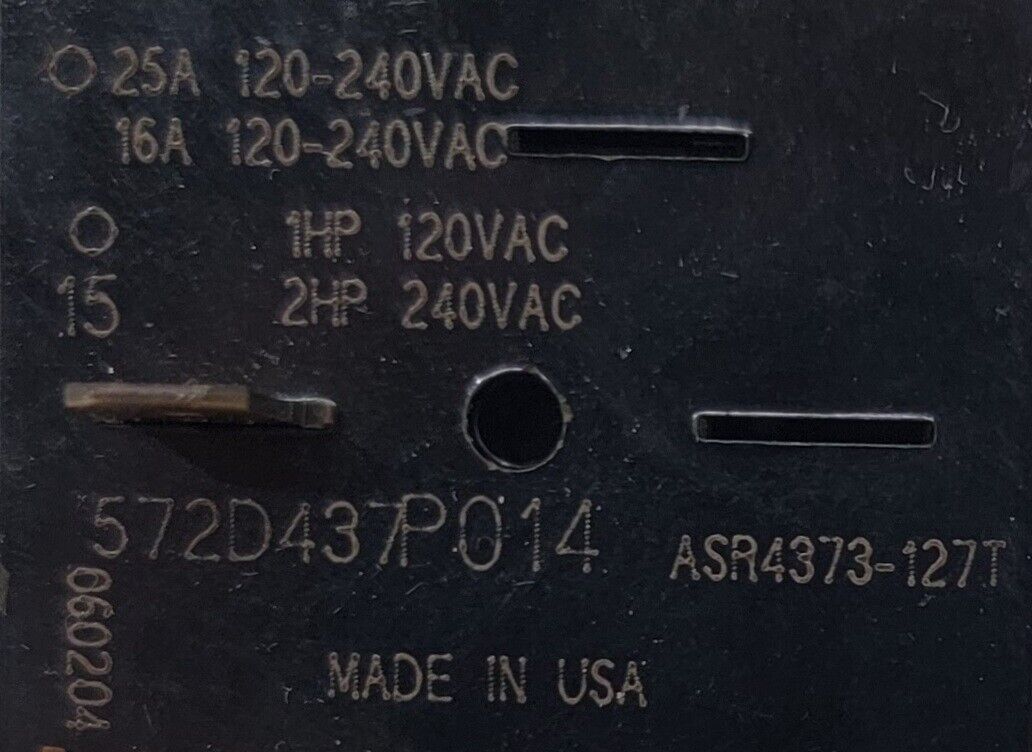 25A 120-240VAC
16A 120-240VAC
1HP 120VAC
15 2HP 240VAC
572D437P014
ASR4373-127T
060204
MADE IN USA